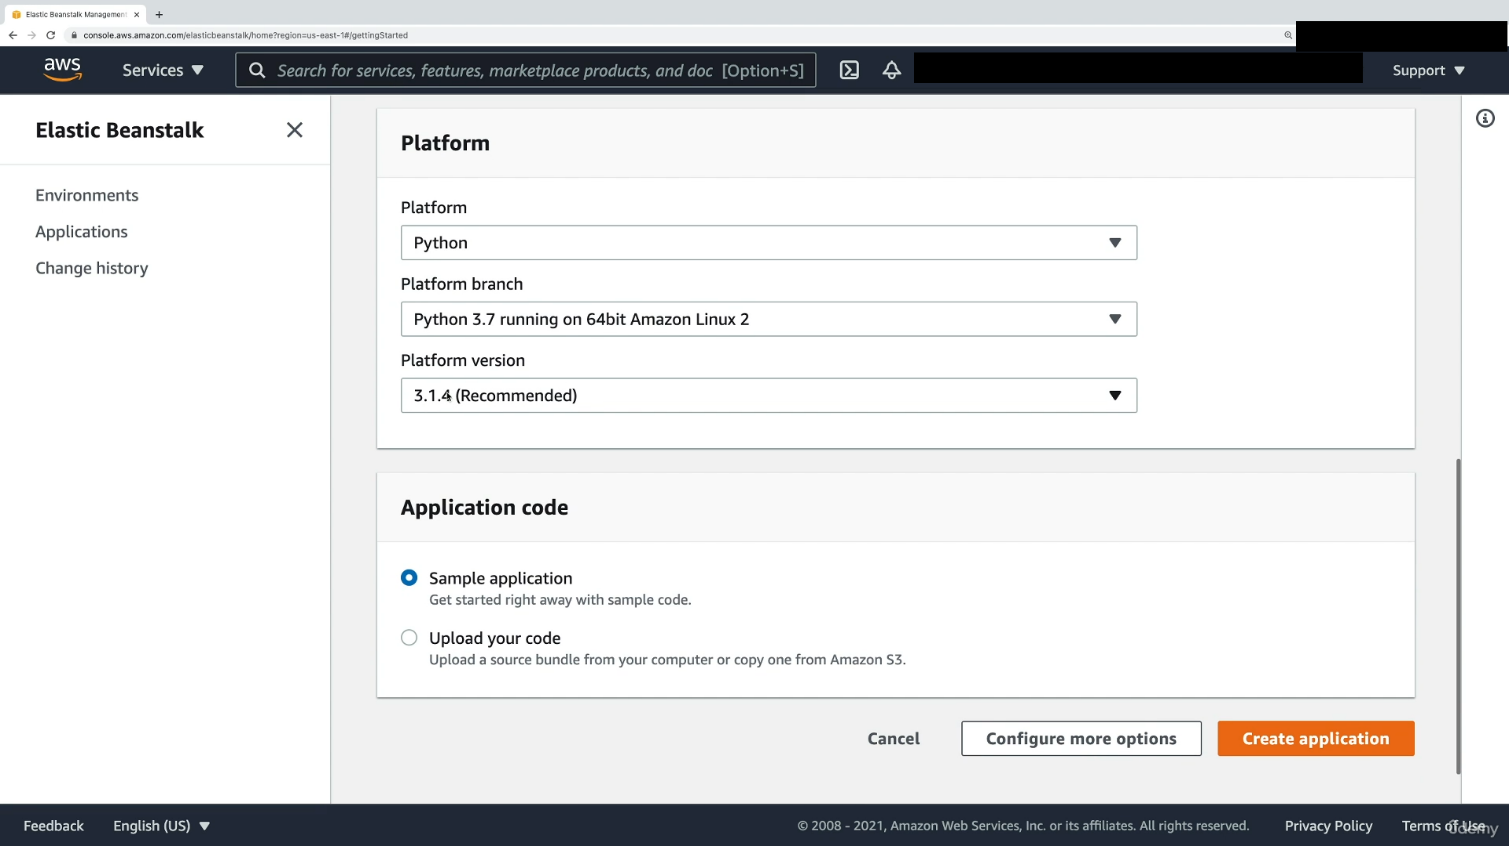 Elastic Beanstalk Management
console.aws.amazon.com/elasticbeanstalk/home?region=us-east-1#/gettingStarted
aws
Services
Search for services, features, marketplace products, and doc [Option+S]
Support
Elastic Beanstalk
Environments
Applications
Change history
Platform
Platform
Python
Platform branch
Python 3.7 running on 64bit Amazon Linux 2
Platform version
3.1.4 (Recommended)
Application code
Sample application
Get started right away with sample code.
Upload your code
Upload a source bundle from your computer or copy one from Amazon S3.
Cancel
Configure more options
Create application
Feedback
English (US)
© 2008 - 2021, Amazon Web Services, Inc. or its affiliates. All rights reserved.
Privacy Policy
Terms of Use
ûdemy